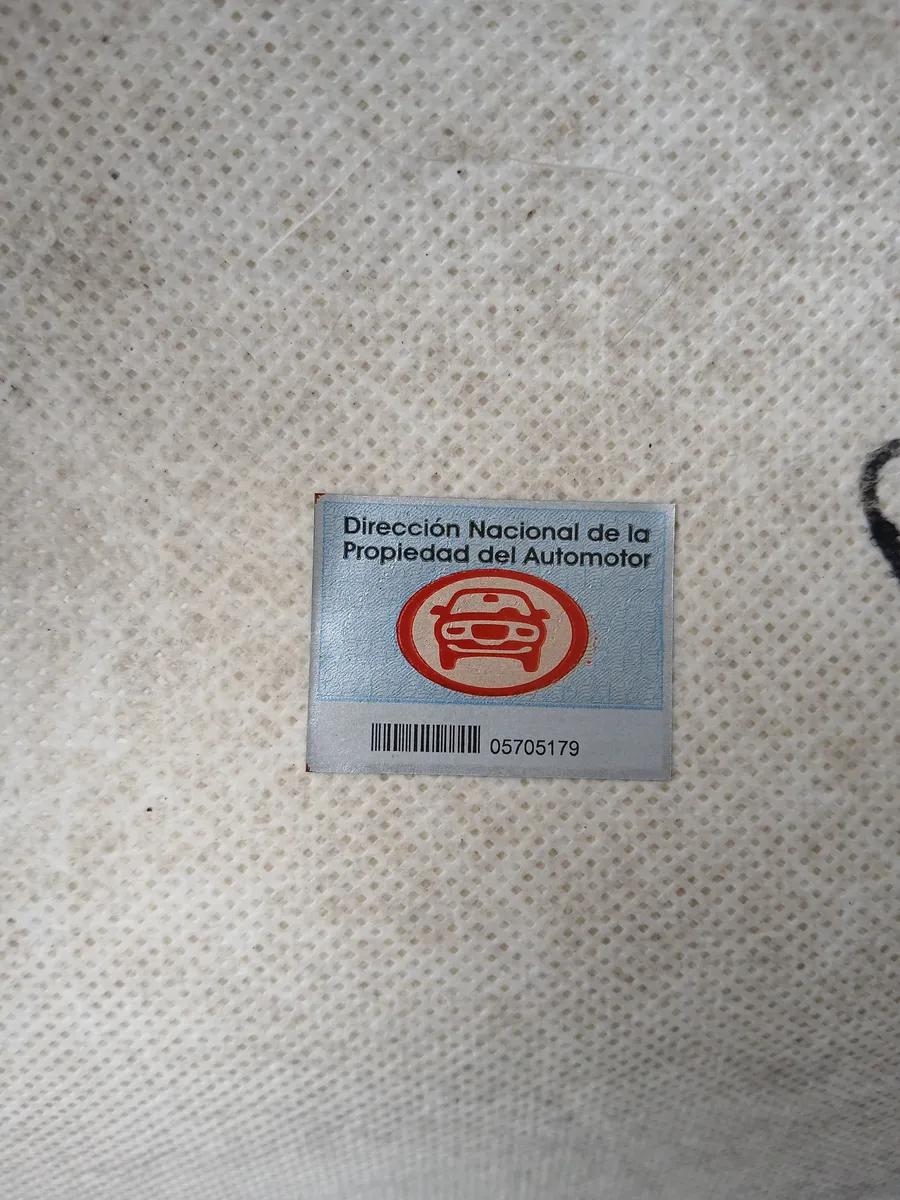 Dirección Nacional de la
Propiedad del Automotor
05705179